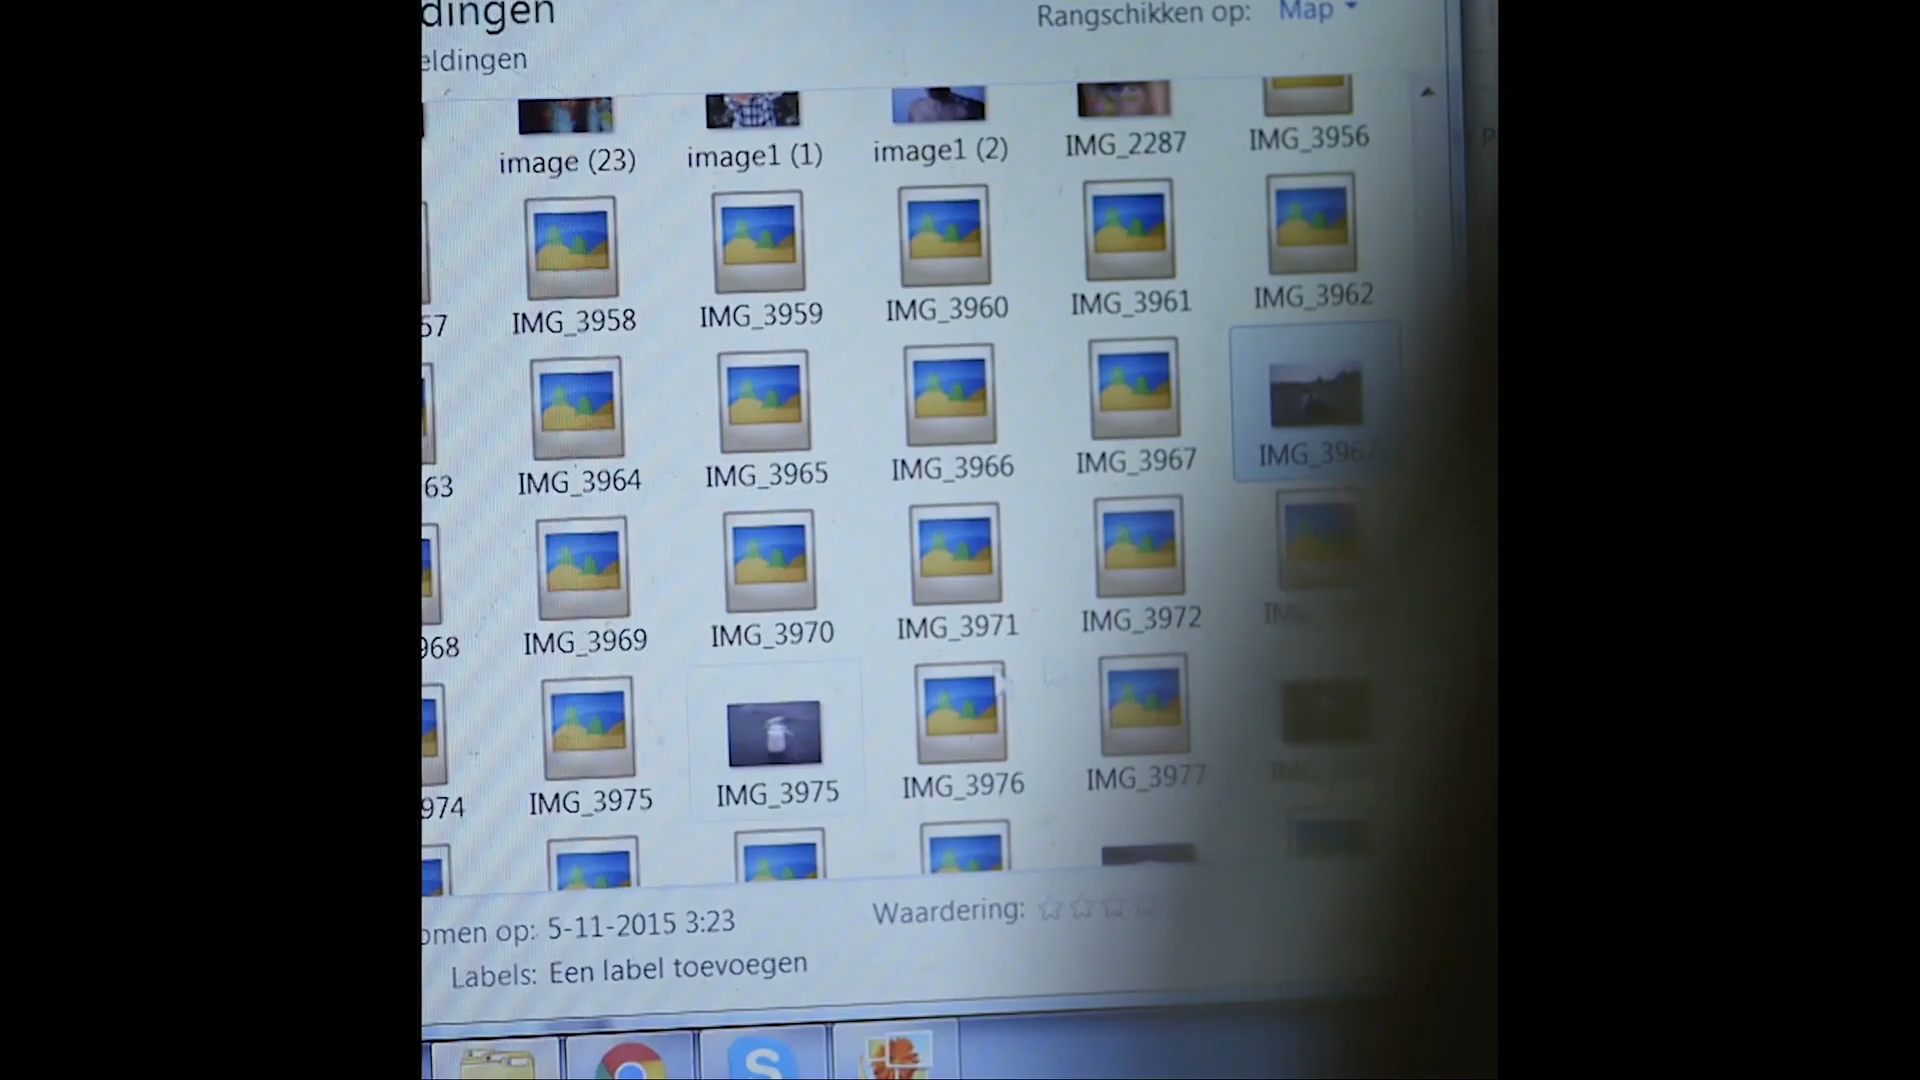 dingen
Rangschikken op: Map
eldingen
image (23) image1 (1) image1 (2) IMG_2287 IMG_3956
57 IMG_3958 IMG_3959 IMG_3960 IMG_3961 IMG_3962
63 IMG_3964 IMG_3965 IMG_3966 IMG_3967 IMG_3967
968 IMG_3969 IMG_3970 IMG_3971 IMG_3972 IMG_
974 IMG_3975 IMG_3975 IMG_3976 IMG_3977
omen op: 5-11-2015 3:23 Waardering:
Labels: Een label toevoegen